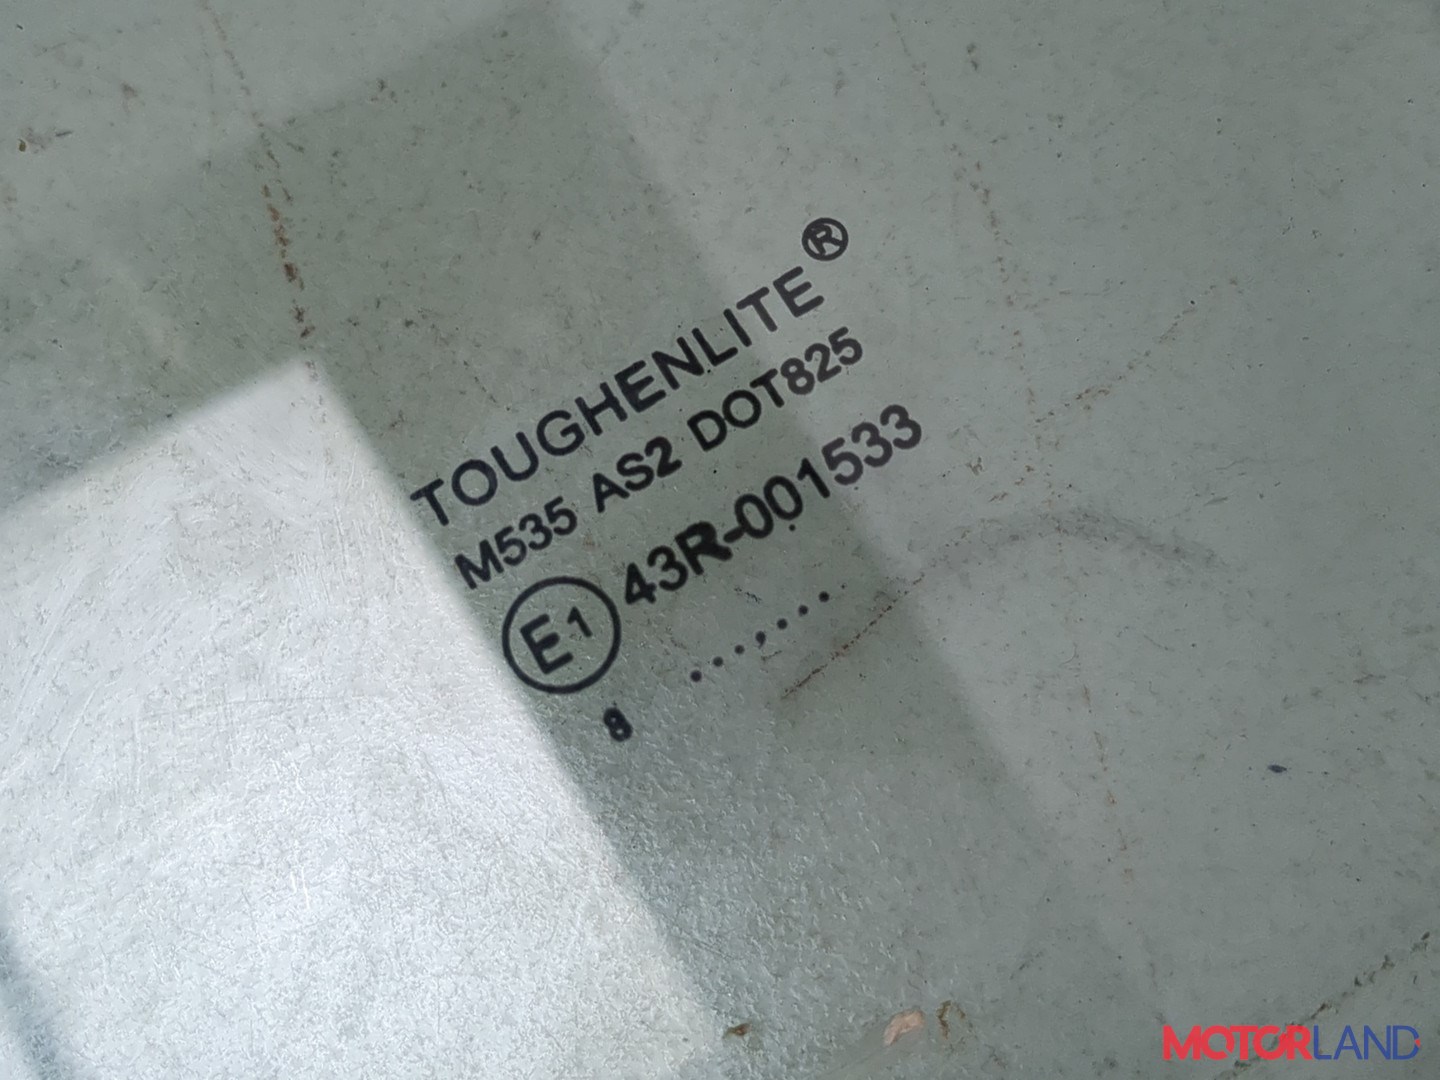 TOUGHENLITE®
M535 AS2 DOT825
E1 43R-001533
...,....
8
MOTORLAND